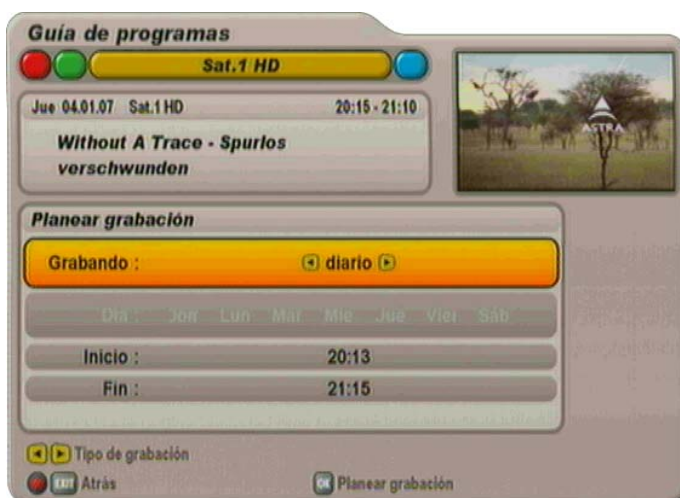 Guía de programas
Sat.1 HD
Jue 04.01.07 Sat.1 HD 20:15 - 21:10
Without A Trace - Spurlos
verschwunden
ASTRA
Planear grabación
Grabando : diario
Día : Jon Lun Mar Mie Jue Vier Sáb
Inicio : 20:13
Fin : 21:15
Tipo de grabación
EXIT Atrás OK Planear grabación